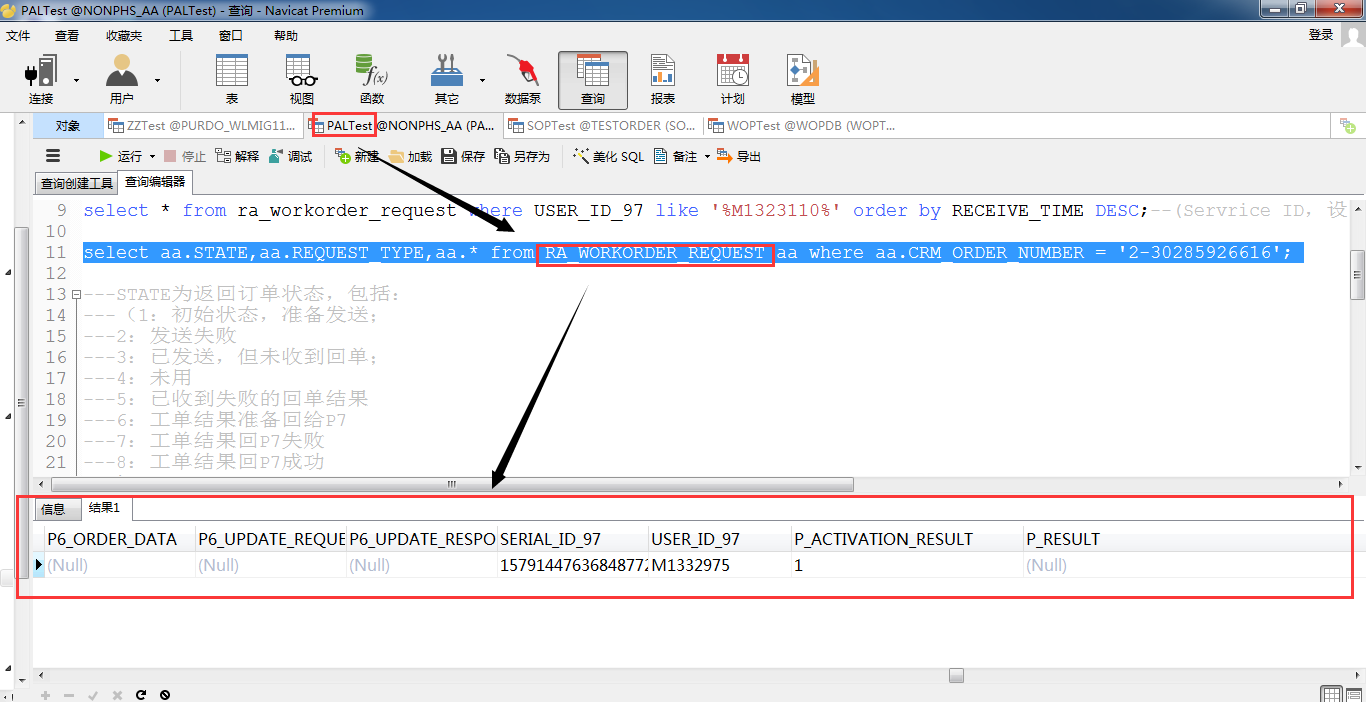 PALTest @NONPHS_AA (PALTest) - 查询 - Navicat Premium
文件 查看 收藏夹 工具 窗口 帮助 登录
连接 用户 表 视图 函数 其它 数据泵 查询 报表 计划 模型
对象 ZZTest @PURDO_WLMIG11... PALTest @NONPHS_AA (PA... SOPTest @TESTORDER (SO... WOPTest @WOPDB (WOPT...
运行 停止 解释 调试 新建 加载 保存 另存为 美化 SQL 备注 导出
查询创建工具 查询编辑器
9 select * from ra_workorder_request where USER_ID_97 like '%M1323110%' order by RECEIVE_TIME DESC;--(Servrice ID，设
10
11 select aa.STATE,aa.REQUEST_TYPE,aa.* from RA_WORKORDER_REQUEST aa where aa.CRM_ORDER_NUMBER = '2-30285926616';
12
13 ---STATE为返回订单状态，包括：
14 ---（1：初始状态，准备发送；
15 ---2：发送失败
16 ---3：已发送，但未收到回单；
17 ---4：未用
18 ---5：已收到失败的回单结果
19 ---6：工单结果准备回给P7
20 ---7：工单结果回P7失败
21 ---8：工单结果回P7成功
信息 结果1
P6_ORDER_DATA P6_UPDATE_REQUE P6_UPDATE_RESPO SERIAL_ID_97 USER_ID_97 P_ACTIVATION_RESULT P_RESULT
(Null) (Null) (Null) 15791447636848772 M1332975 1 (Null)